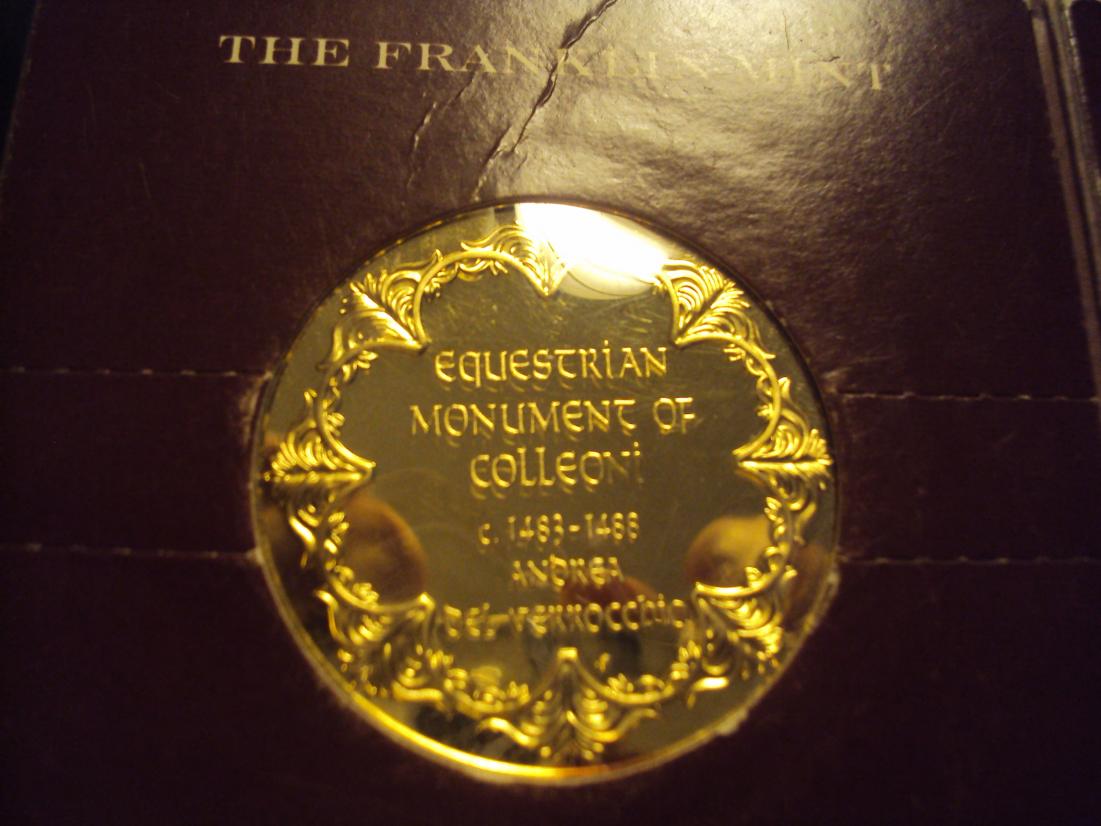 THE FRANKLIN MINT
EQUESTRIAN
MONUMENT OF
COLLEONI
c. 1483-1488
ANDREA
DEL VERROCCHIO